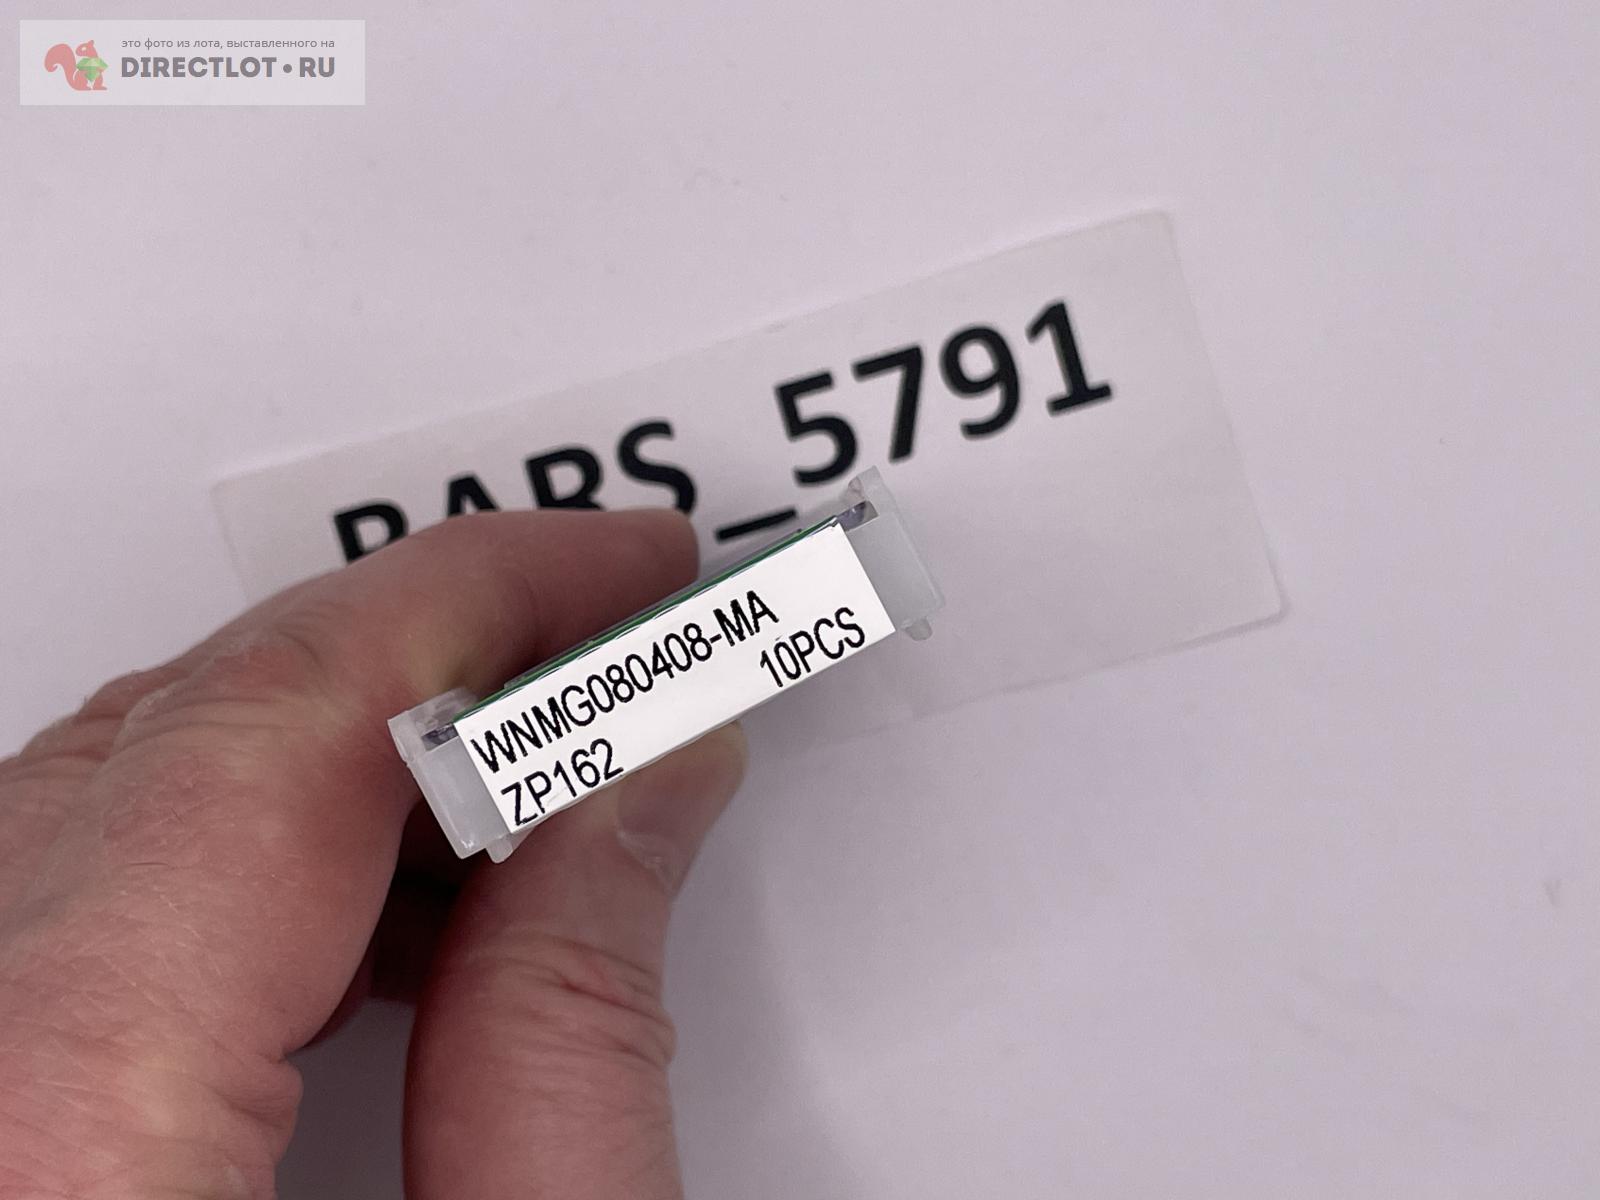 это фото из лота, выставленного на
DIRECTLOT•RU
BARS_5791
WNMG080408-MA
10PCS
ZP162